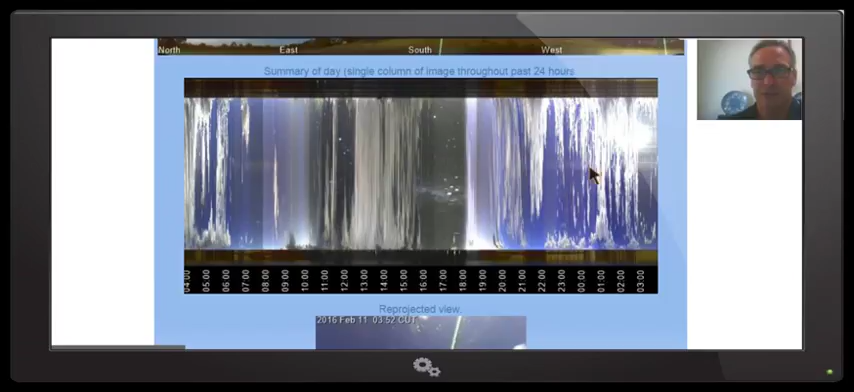 North East South West
Summary of day (single column of image throughout past 24 hours
04:00 05:00 06:00 07:00 08:00 09:00 10:00 11:00 12:00 13:00 14:00 15:00 16:00 17:00 18:00 19:00 20:00 21:00 22:00 23:00 00:00 01:00 02:00 03:00
Reprojected view.
2016 Feb 11 03:52 CUT